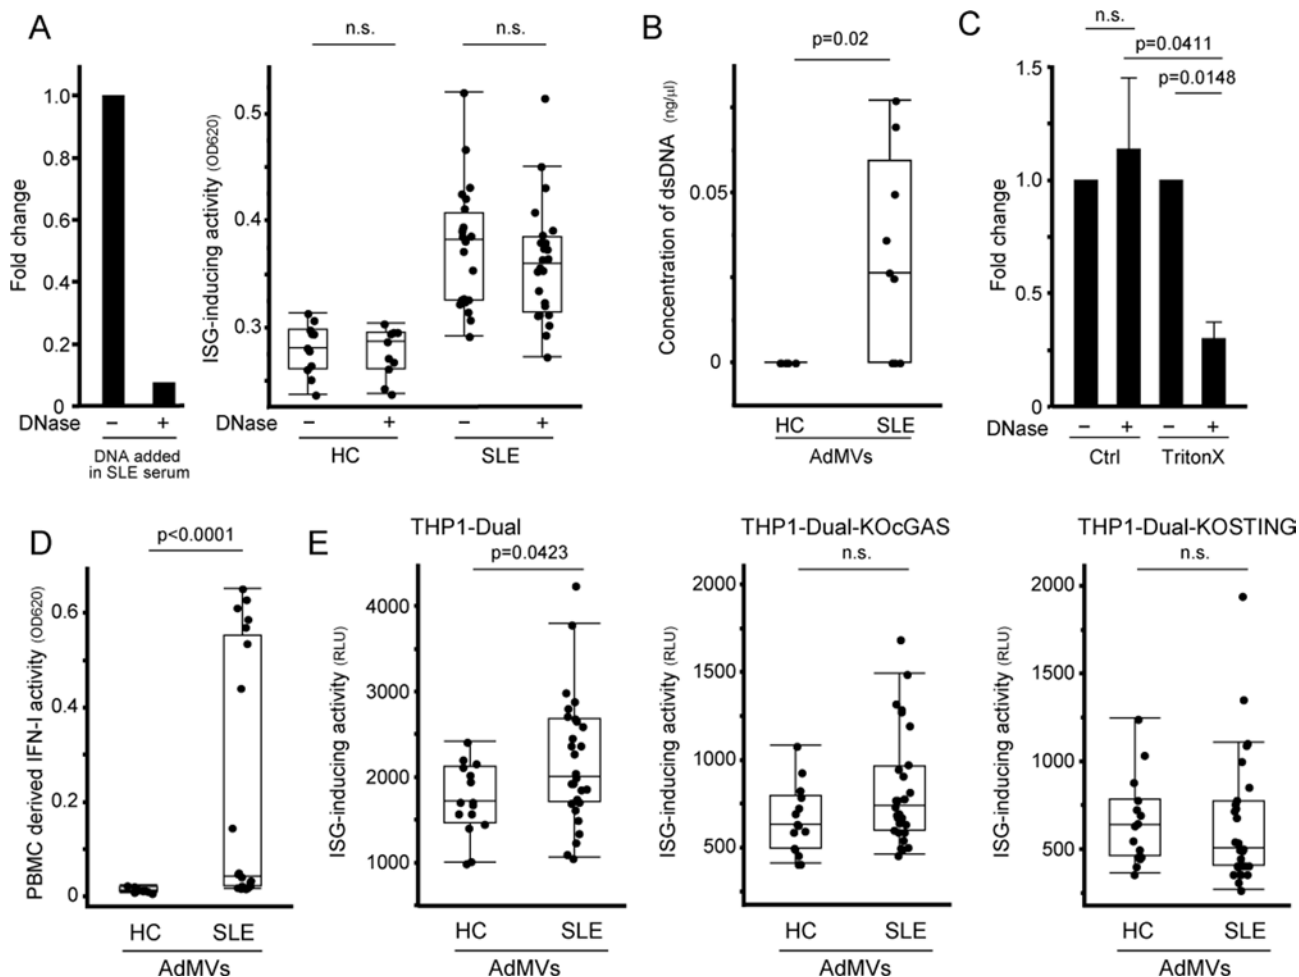 A
n.s.
n.s.
Fold change
1.0
0.8
0.6
0.4
0.2
0
DNase
−
+
DNA added
in SLE serum
ISG-inducing activity (OD620)
0.5
0.4
0.3
DNase
−
+
−
+
HC
SLE
B
p=0.02
Concentration of dsDNA (ng/μl)
0.05
0
HC
SLE
AdMVs
C
n.s.
p=0.0411
p=0.0148
Fold change
1.5
1.0
0.5
0
DNase
−
+
−
+
Ctrl
TritonX
D
p<0.0001
PBMC derived IFN-I activity (OD620)
0.6
0.4
0.2
0
HC
SLE
AdMVs
E
THP1-Dual
p=0.0423
ISG-inducing activity (RLU)
4000
3000
2000
1000
HC
SLE
AdMVs
THP1-Dual-KOcGAS
n.s.
ISG-inducing activity (RLU)
2000
1500
1000
500
HC
SLE
AdMVs
THP1-Dual-KOSTING
n.s.
ISG-inducing activity (RLU)
2000
1500
1000
500
HC
SLE
AdMVs